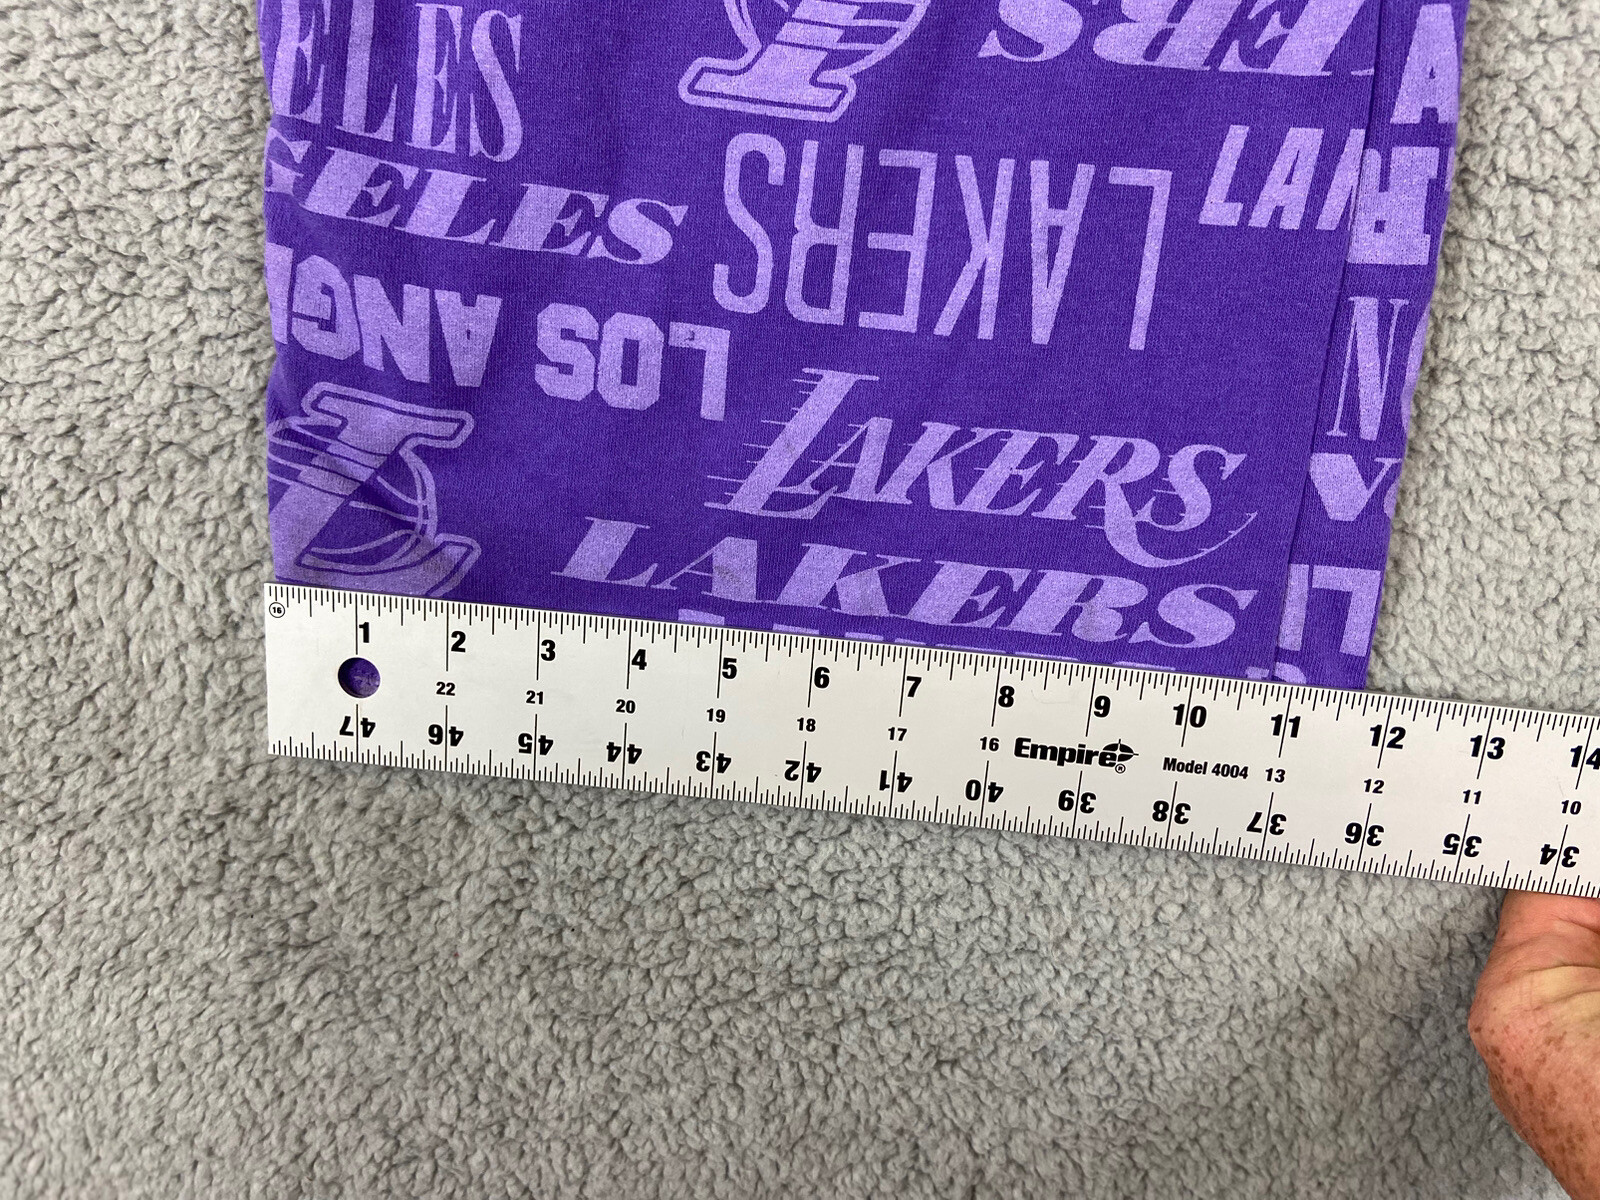 ELES
LAKERS
GELES
LOS ANG
LAKERS
LAKERS
1 2 3 4 5 6 7 8 9 10 11 12 13 14
16
22 21 20 19 18 17 16 13 12 11 10
Empire® Model 4004
47 46 45 44 43 42 41 40 39 38 37 36 35 34